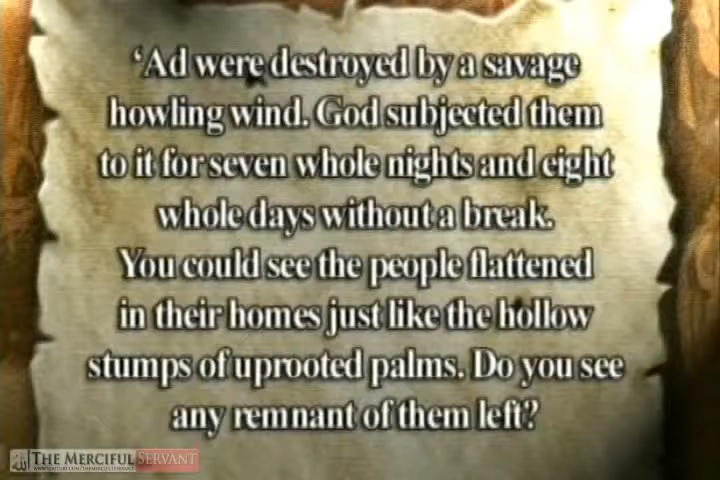 ‘Ad were destroyed by a savage
howling wind. God subjected them
to it for seven whole nights and eight
whole days without a break.
You could see the people flattened
in their homes just like the hollow
stumps of uprooted palms. Do you see
any remnant of them left?
THE MERCIFUL SERVANT